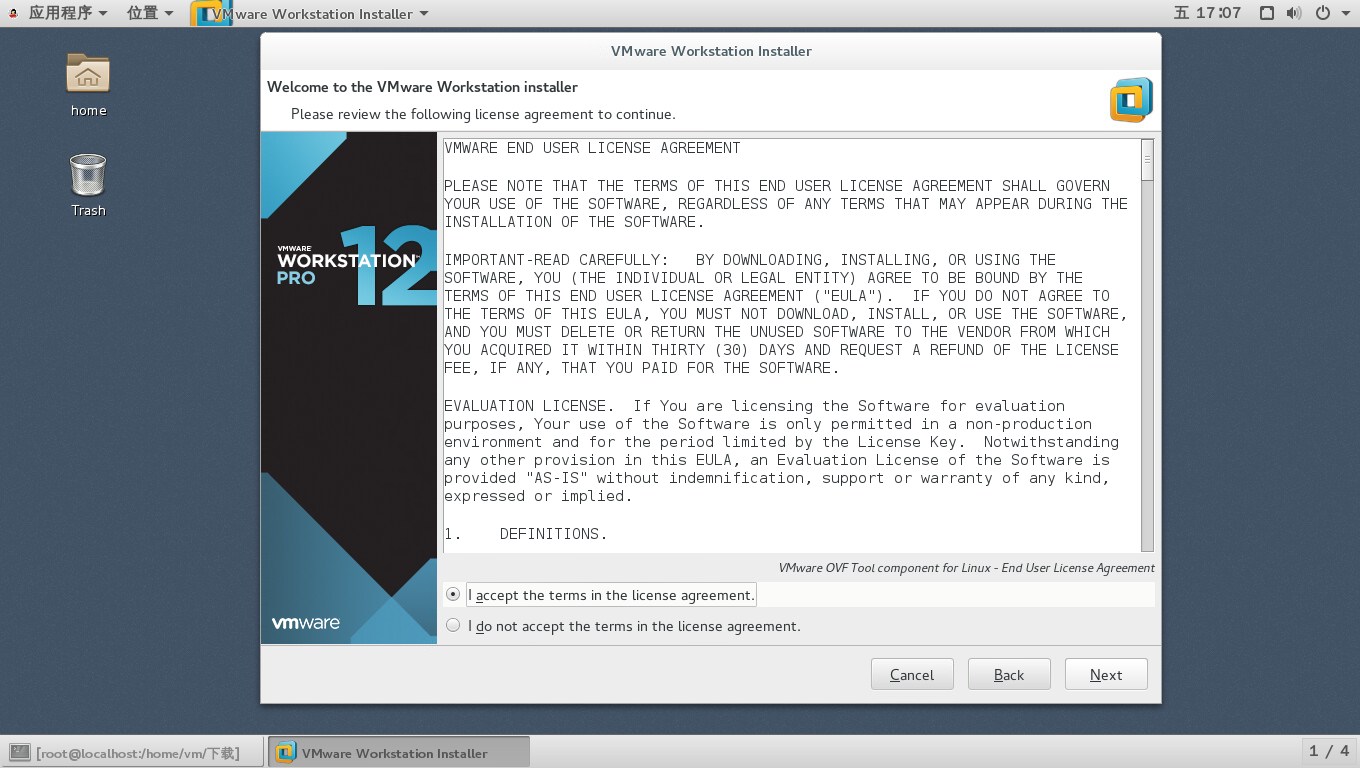 应用程序 位置 VMware Workstation Installer 五 17:07
home
Trash
VMware Workstation Installer
Welcome to the VMware Workstation installer
Please review the following license agreement to continue.
VMWARE
WORKSTATION™ 12
PRO
vmware
VMWARE END USER LICENSE AGREEMENT
PLEASE NOTE THAT THE TERMS OF THIS END USER LICENSE AGREEMENT SHALL GOVERN
YOUR USE OF THE SOFTWARE, REGARDLESS OF ANY TERMS THAT MAY APPEAR DURING THE
INSTALLATION OF THE SOFTWARE.
IMPORTANT-READ CAREFULLY:   BY DOWNLOADING, INSTALLING, OR USING THE
SOFTWARE, YOU (THE INDIVIDUAL OR LEGAL ENTITY) AGREE TO BE BOUND BY THE
TERMS OF THIS END USER LICENSE AGREEMENT ("EULA").  IF YOU DO NOT AGREE TO
THE TERMS OF THIS EULA, YOU MUST NOT DOWNLOAD, INSTALL, OR USE THE SOFTWARE,
AND YOU MUST DELETE OR RETURN THE UNUSED SOFTWARE TO THE VENDOR FROM WHICH
YOU ACQUIRED IT WITHIN THIRTY (30) DAYS AND REQUEST A REFUND OF THE LICENSE
FEE, IF ANY, THAT YOU PAID FOR THE SOFTWARE.
EVALUATION LICENSE.  If You are licensing the Software for evaluation
purposes, Your use of the Software is only permitted in a non-production
environment and for the period limited by the License Key.  Notwithstanding
any other provision in this EULA, an Evaluation License of the Software is
provided "AS-IS" without indemnification, support or warranty of any kind,
expressed or implied.
1.    DEFINITIONS.
VMware OVF Tool component for Linux - End User License Agreement
I accept the terms in the license agreement.
I do not accept the terms in the license agreement.
Cancel Back Next
[root@localhost:/home/vm/下载] VMware Workstation Installer 1 / 4